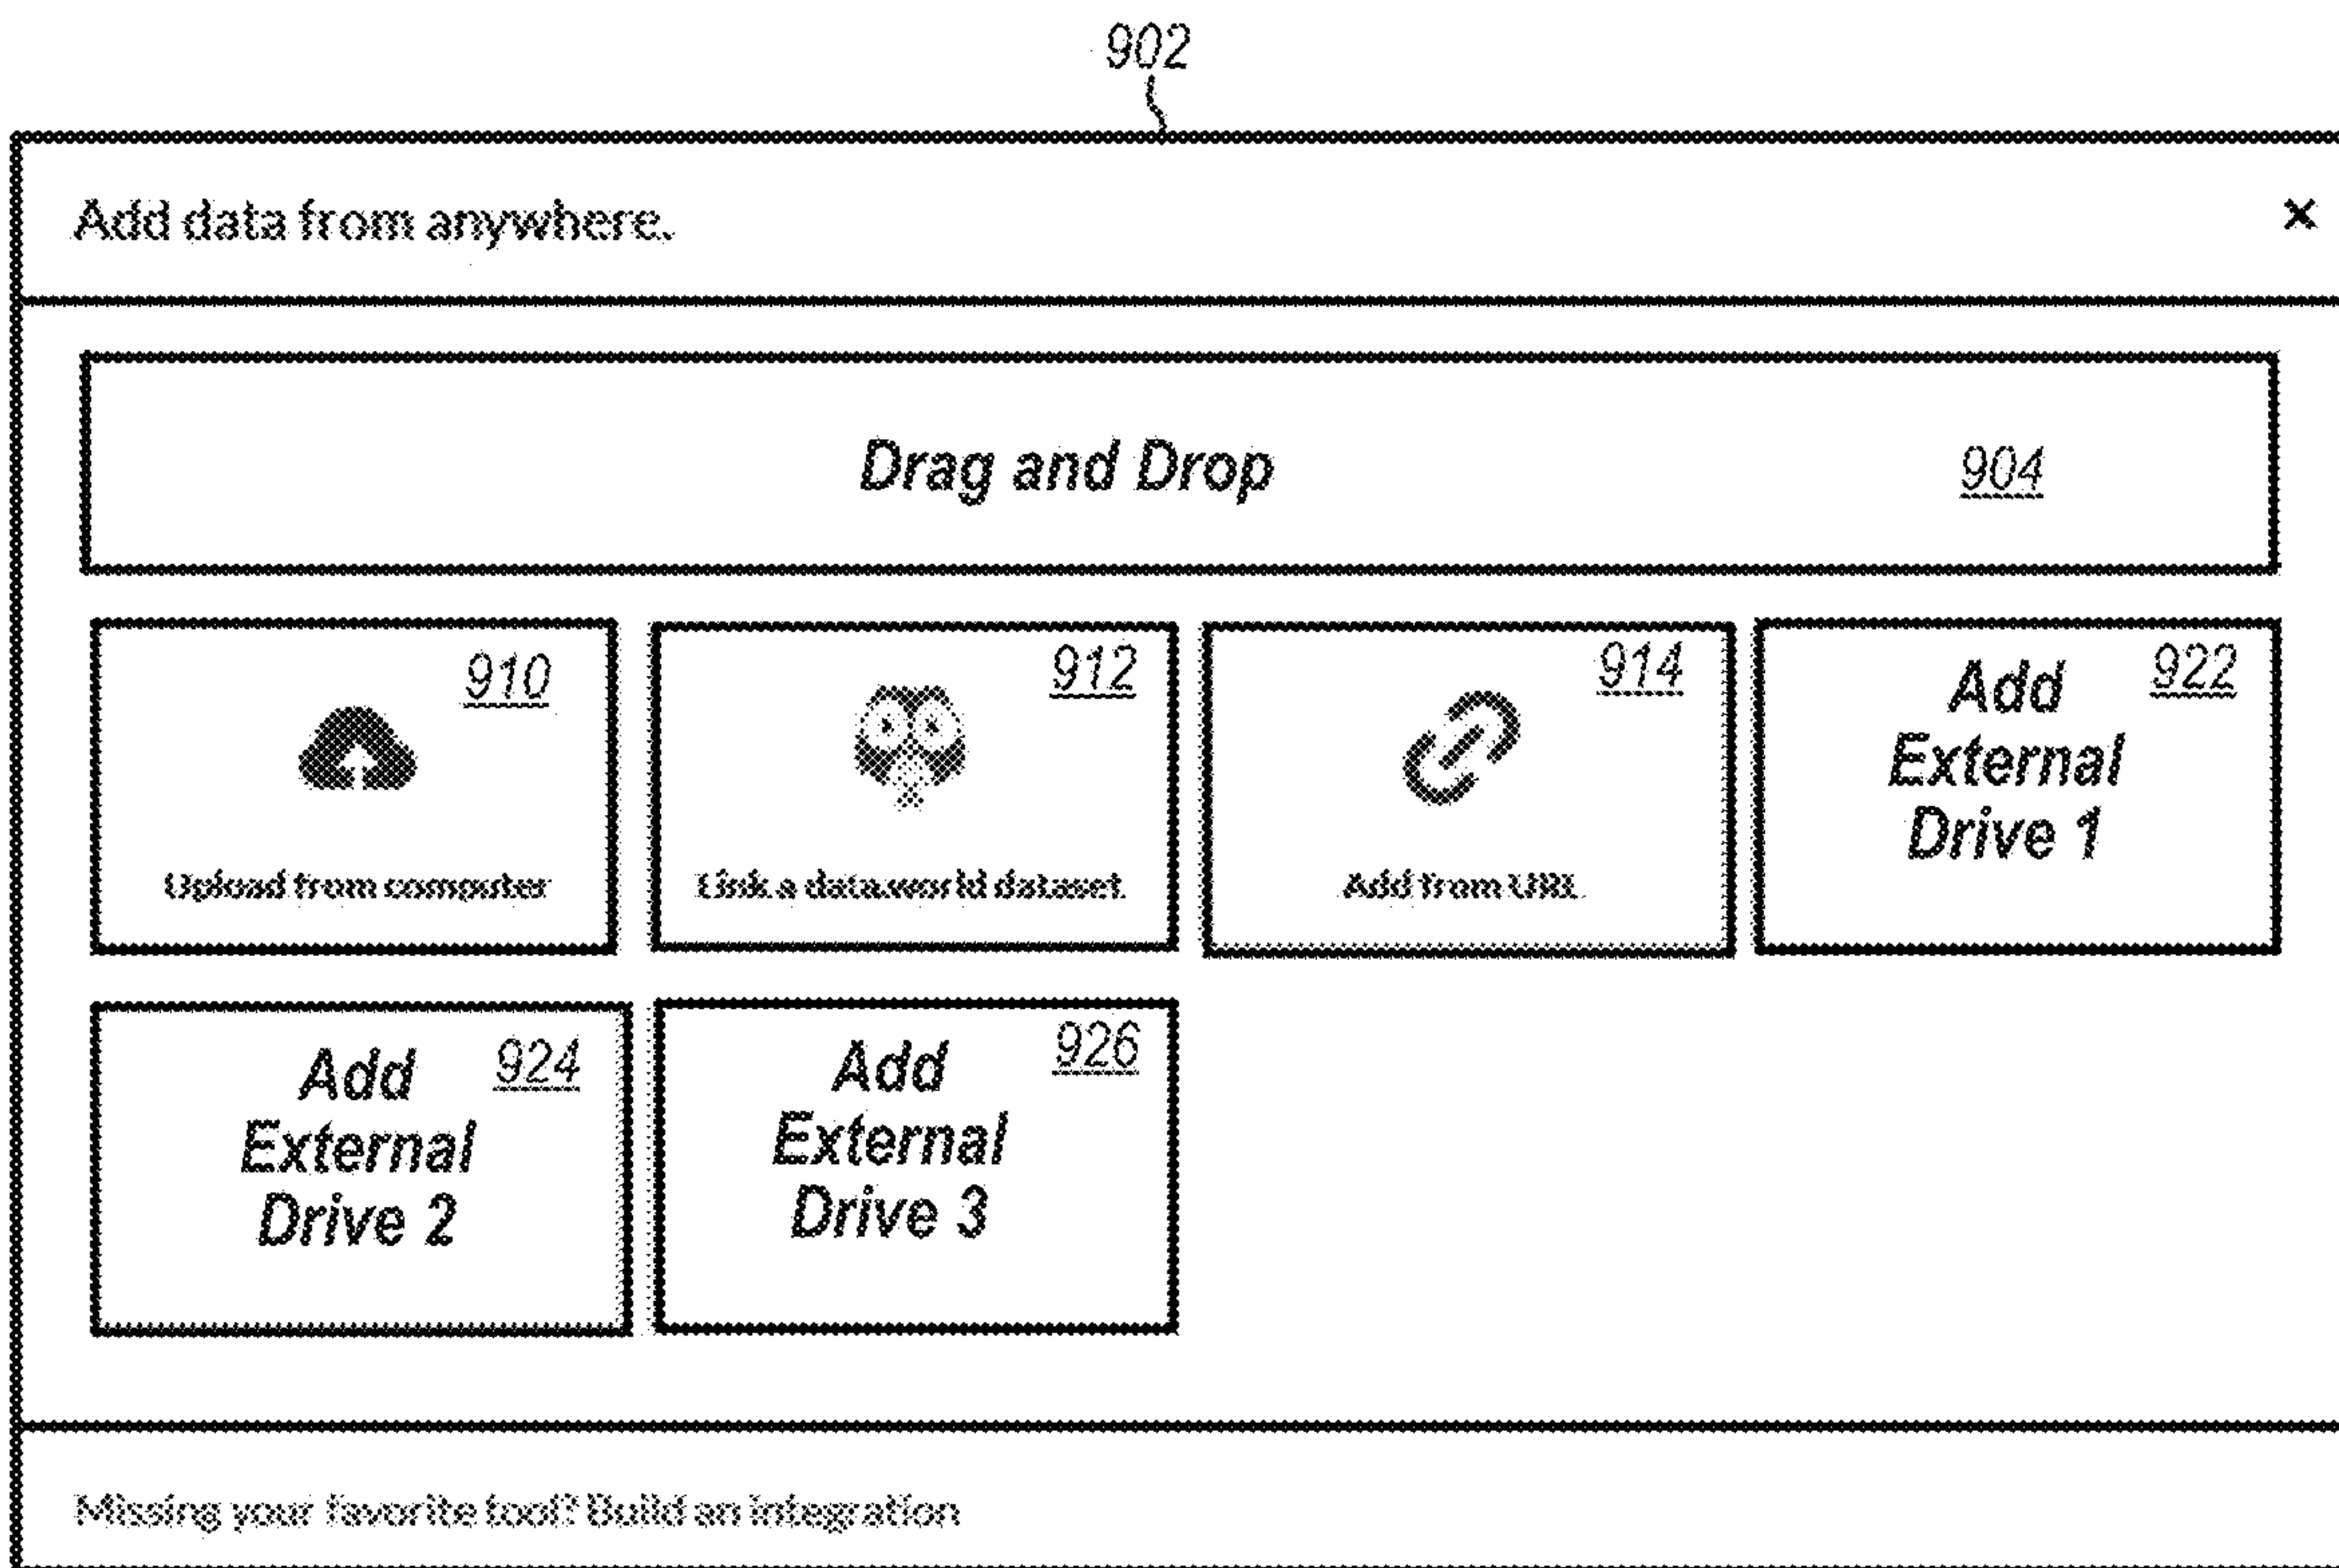 902
Add data from anywhere.
×
Drag and Drop
904
910
Upload from computer
912
Link a data.world dataset
914
Add from URL
922
Add
External
Drive 1
924
Add
External
Drive 2
926
Add
External
Drive 3
Missing your favorite tool? Build an integration